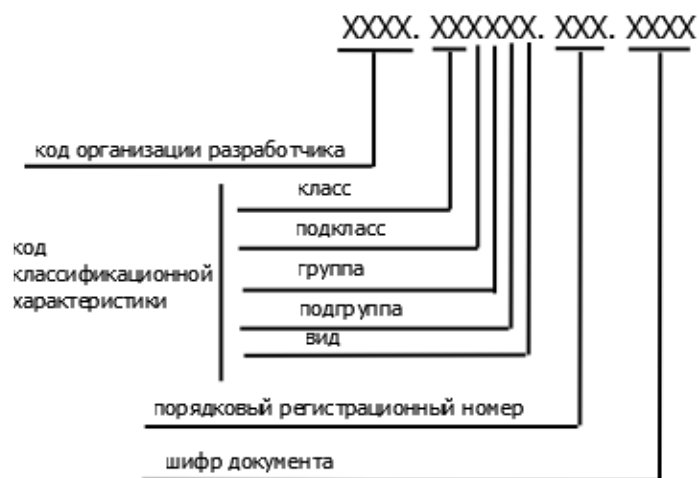 XXXX. XXXXXX. XXX. XXXX
код организации разработчика
класс
подкласс
код
классификационной
характеристики
группа
подгруппа
вид
порядковый регистрационный номер
шифр документа